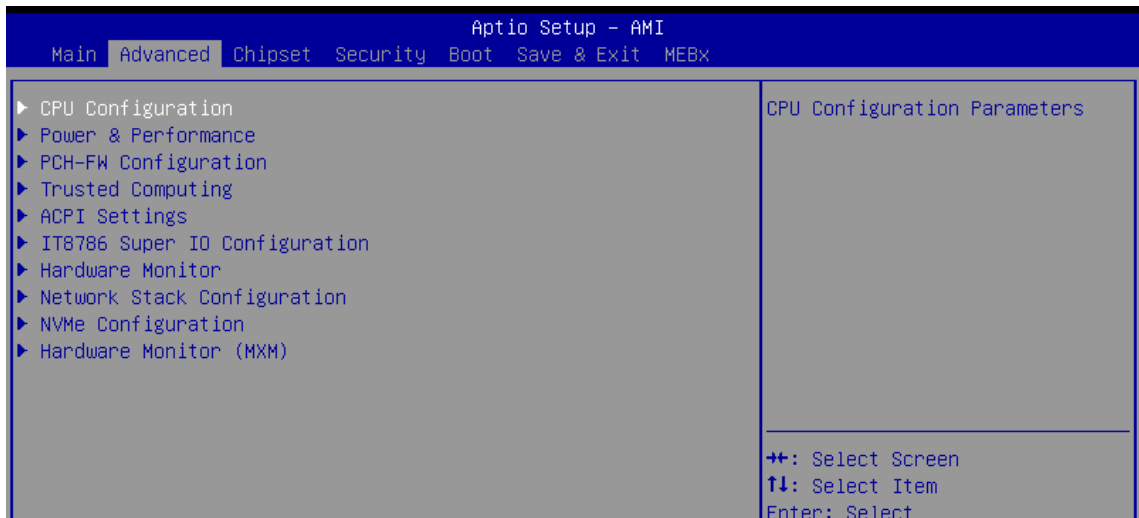 Aptio Setup – AMI
Main Advanced Chipset Security Boot Save & Exit MEBx
CPU Configuration
Power & Performance
PCH-FW Configuration
Trusted Computing
ACPI Settings
IT8786 Super IO Configuration
Hardware Monitor
Network Stack Configuration
NVMe Configuration
Hardware Monitor (MXM)
CPU Configuration Parameters
→←: Select Screen
↑↓: Select Item
Enter: Select